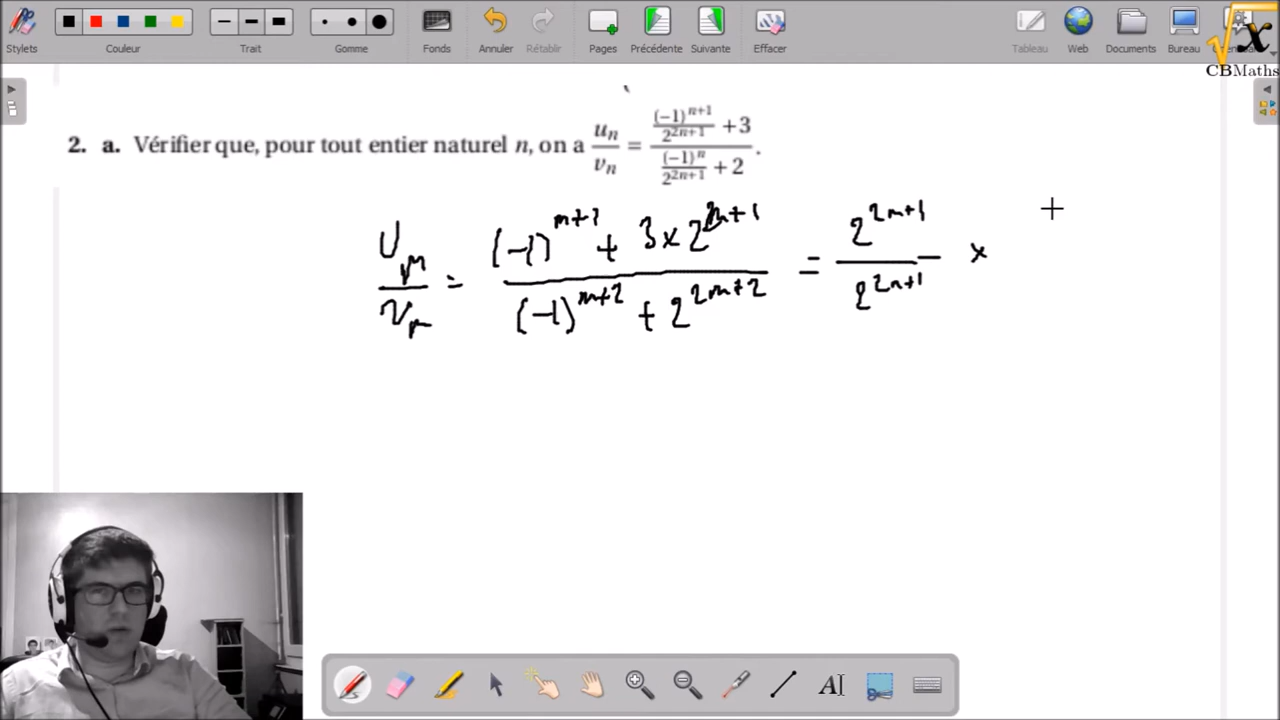 Stylets Couleur Trait Gomme Fonds Annuler Rétablir Pages Précédente Suivante Effacer Tableau Web Documents Bureau
CBMaths
2. a. Vérifier que, pour tout entier naturel n, on a u_n/v_n = ((-1)^(n+1)/2^(2n+1) + 3)/((-1)^n/2^(2n+1) + 2).
U_n/V_n = ((-1)^(n+1) + 3×2^(2n+1))/((-1)^(n+2) + 2^(2n+2)) = 2^(2n+1)/2^(2n+1) ×
AI